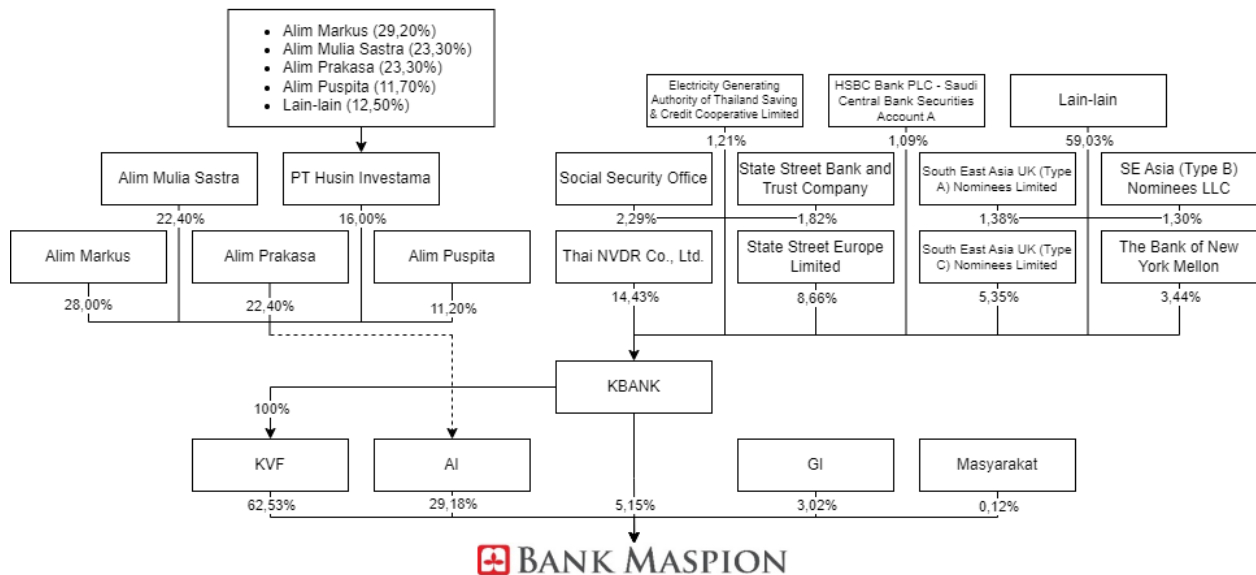 • Alim Markus (29,20%)
• Alim Mulia Sastra (23,30%)
• Alim Prakasa (23,30%)
• Alim Puspita (11,70%)
• Lain-lain (12,50%)
Electricity Generating
Authority of Thailand Saving
& Credit Cooperative Limited
1,21%
HSBC Bank PLC - Saudi
Central Bank Securities
Account A
1,09%
Lain-lain
59,03%
Alim Mulia Sastra
22,40%
PT Husin Investama
16,00%
Social Security Office
2,29%
State Street Bank and
Trust Company
1,82%
South East Asia UK (Type
A) Nominees Limited
1,38%
SE Asia (Type B)
Nominees LLC
1,30%
Alim Markus
28,00%
Alim Prakasa
22,40%
Alim Puspita
11,20%
Thai NVDR Co., Ltd.
14,43%
State Street Europe
Limited
8,66%
South East Asia UK (Type
C) Nominees Limited
5,35%
The Bank of New
York Mellon
3,44%
KBANK
100%
KVF
62,53%
AI
29,18%
5,15%
GI
3,02%
Masyarakat
0,12%
BANK MASPION